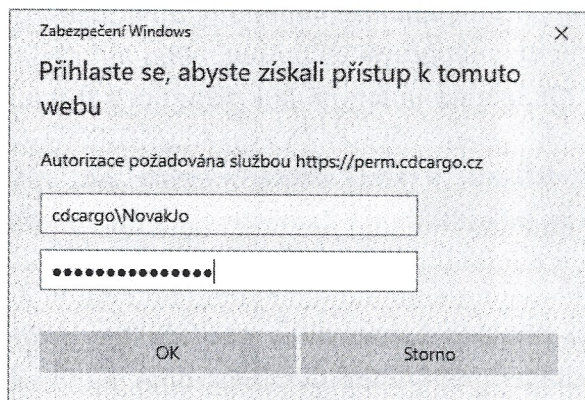 Zabezpečení Windows
Přihlaste se, abyste získali přístup k tomuto
webu
Autorizace požadována službou https://perm.cdcargo.cz
cdcargo\NovakJo
●●●●●●●●●●●●●●●
OK
Storno